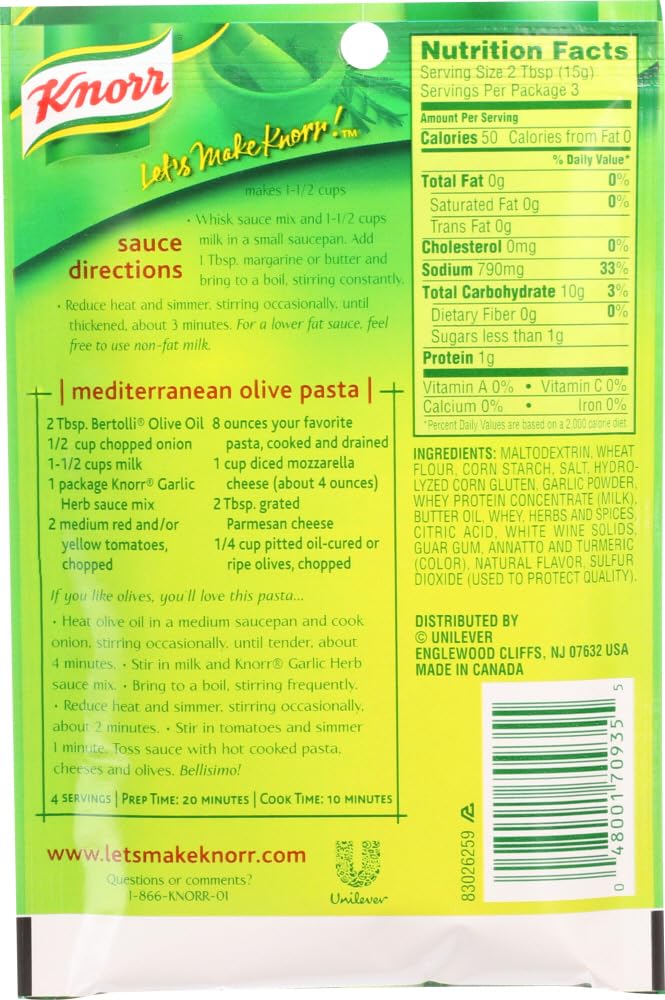 Knorr
Let's Make Knorr! ™
makes 1-1/2 cups
sauce
directions
• Whisk sauce mix and 1-1/2 cups
milk in a small saucepan. Add
1 Tbsp. margarine or butter and
bring to a boil, stirring constantly.
• Reduce heat and simmer, stirring occasionally, until
thickened, about 3 minutes. For a lower fat sauce, feel
free to use non-fat milk.
| mediterranean olive pasta |
2 Tbsp. Bertolli® Olive Oil
1/2 cup chopped onion
1-1/2 cups milk
1 package Knorr® Garlic
Herb sauce mix
2 medium red and/or
yellow tomatoes,
chopped
8 ounces your favorite
pasta, cooked and drained
1 cup diced mozzarella
cheese (about 4 ounces)
2 Tbsp. grated
Parmesan cheese
1/4 cup pitted oil-cured or
ripe olives, chopped
If you like olives, you'll love this pasta...
• Heat olive oil in a medium saucepan and cook
onion, stirring occasionally, until tender, about
4 minutes. • Stir in milk and Knorr® Garlic Herb
sauce mix. • Bring to a boil, stirring frequently.
• Reduce heat and simmer, stirring occasionally,
about 2 minutes. • Stir in tomatoes and simmer
1 minute. Toss sauce with hot cooked pasta,
cheeses and olives. Bellisimo!
4 SERVINGS | PREP TIME: 20 MINUTES | COOK TIME: 10 MINUTES
www.letsmakeknorr.com
Questions or comments?
1-866-KNORR-01
Unilever
Nutrition Facts
Serving Size 2 Tbsp (15g)
Servings Per Package 3
Amount Per Serving
Calories 50 Calories from Fat 0
% Daily Value*
Total Fat 0g 0%
Saturated Fat 0g 0%
Trans Fat 0g
Cholesterol 0mg 0%
Sodium 790mg 33%
Total Carbohydrate 10g 3%
Dietary Fiber 0g 0%
Sugars less than 1g
Protein 1g
Vitamin A 0% • Vitamin C 0%
Calcium 0% • Iron 0%
*Percent Daily Values are based on a 2,000 calorie diet.
INGREDIENTS: MALTODEXTRIN, WHEAT
FLOUR, CORN STARCH, SALT, HYDRO-
LYZED CORN GLUTEN, GARLIC POWDER,
WHEY PROTEIN CONCENTRATE (MILK),
BUTTER OIL, WHEY, HERBS AND SPICES,
CITRIC ACID, WHITE WINE SOLIDS,
GUAR GUM, ANNATTO AND TURMERIC
(COLOR), NATURAL FLAVOR, SULFUR
DIOXIDE (USED TO PROTECT QUALITY).
DISTRIBUTED BY
© UNILEVER
ENGLEWOOD CLIFFS, NJ 07632 USA
MADE IN CANADA
83026259
0 48001 70935 5